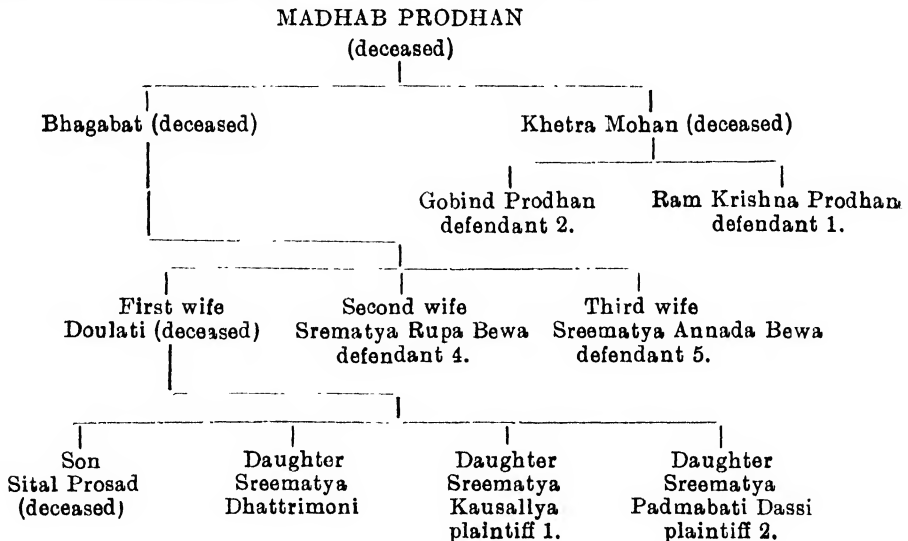 MADHAB PRODHAN
(deceased)
Bhagabat (deceased) Khetra Mohan (deceased)
Gobind Prodhan Ram Krishna Prodhan
defendant 2. defendant 1.
First wife Second wife Third wife
Doulati (deceased) Srematya Rupa Bewa Sreematya Annada Bewa
defendant 4. defendant 5.
Son Daughter Daughter Daughter
Sital Prosad Sreematya Sreematya Sreematya
(deceased) Dhattrimoni Kausallya Padmabati Dassi
plaintiff 1. plaintiff 2.